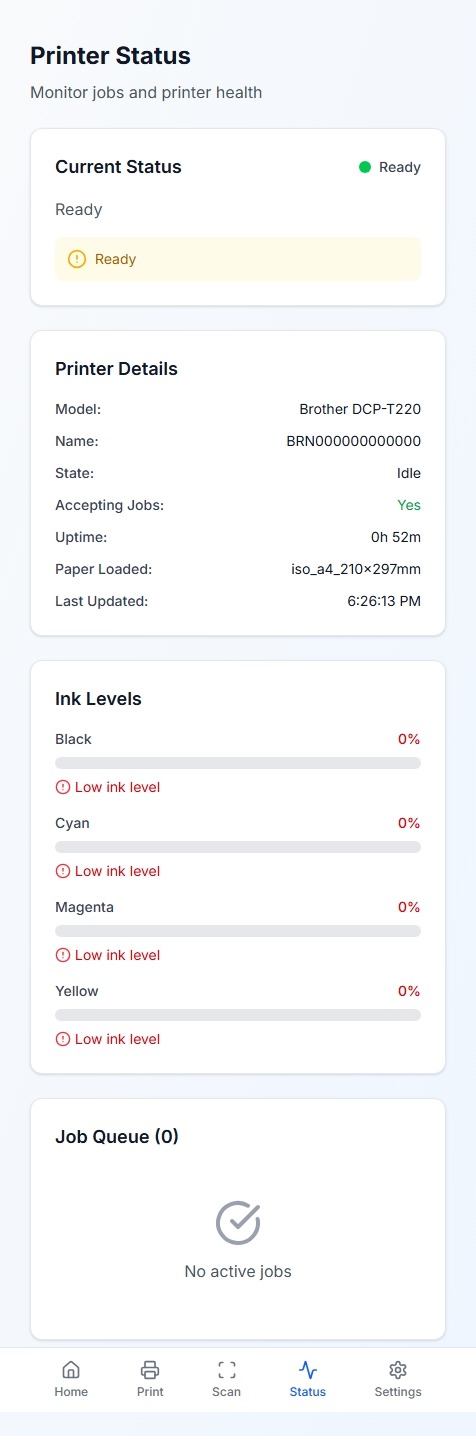 Printer Status
Monitor jobs and printer health
Current Status
Ready
Ready
Ready
Printer Details
Model: Brother DCP-T220
Name: BRN000000000000
State: Idle
Accepting Jobs: Yes
Uptime: 0h 52m
Paper Loaded: iso_a4_210×297mm
Last Updated: 6:26:13 PM
Ink Levels
Black 0%
Low ink level
Cyan 0%
Low ink level
Magenta 0%
Low ink level
Yellow 0%
Low ink level
Job Queue (0)
No active jobs
Home Print Scan Status Settings